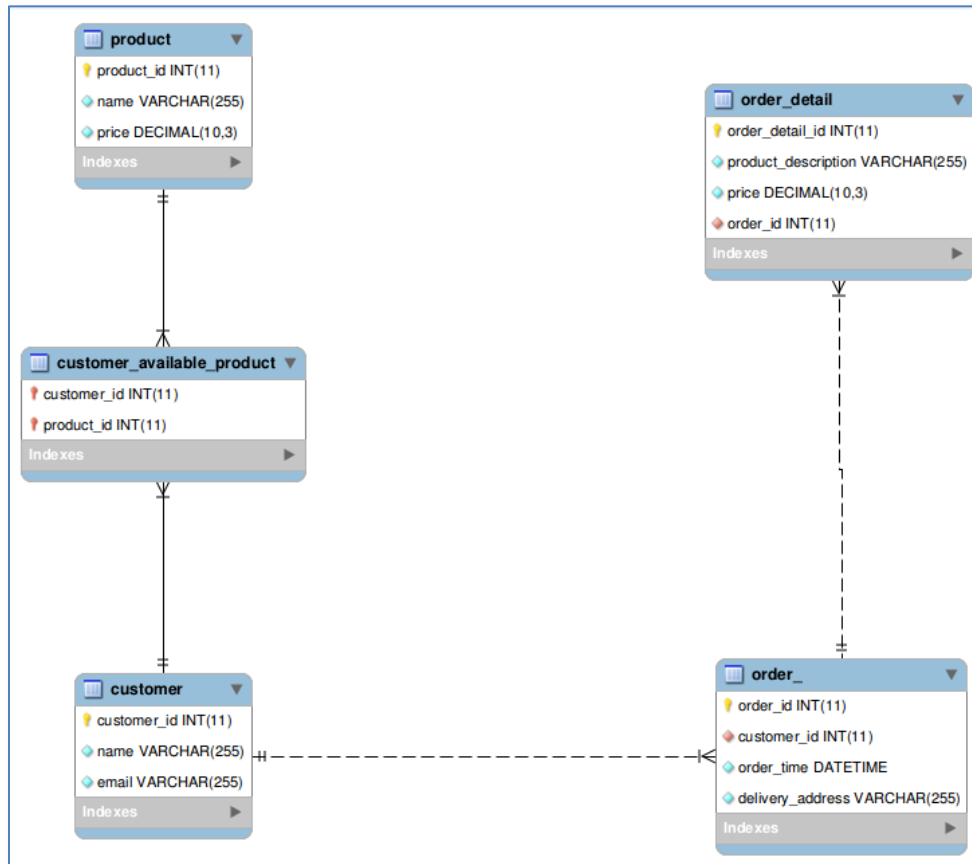 product
product_id INT(11)
name VARCHAR(255)
price DECIMAL(10,3)
Indexes
order_detail
order_detail_id INT(11)
product_description VARCHAR(255)
price DECIMAL(10,3)
order_id INT(11)
Indexes
customer_available_product
customer_id INT(11)
product_id INT(11)
Indexes
customer
customer_id INT(11)
name VARCHAR(255)
email VARCHAR(255)
Indexes
order_
order_id INT(11)
customer_id INT(11)
order_time DATETIME
delivery_address VARCHAR(255)
Indexes